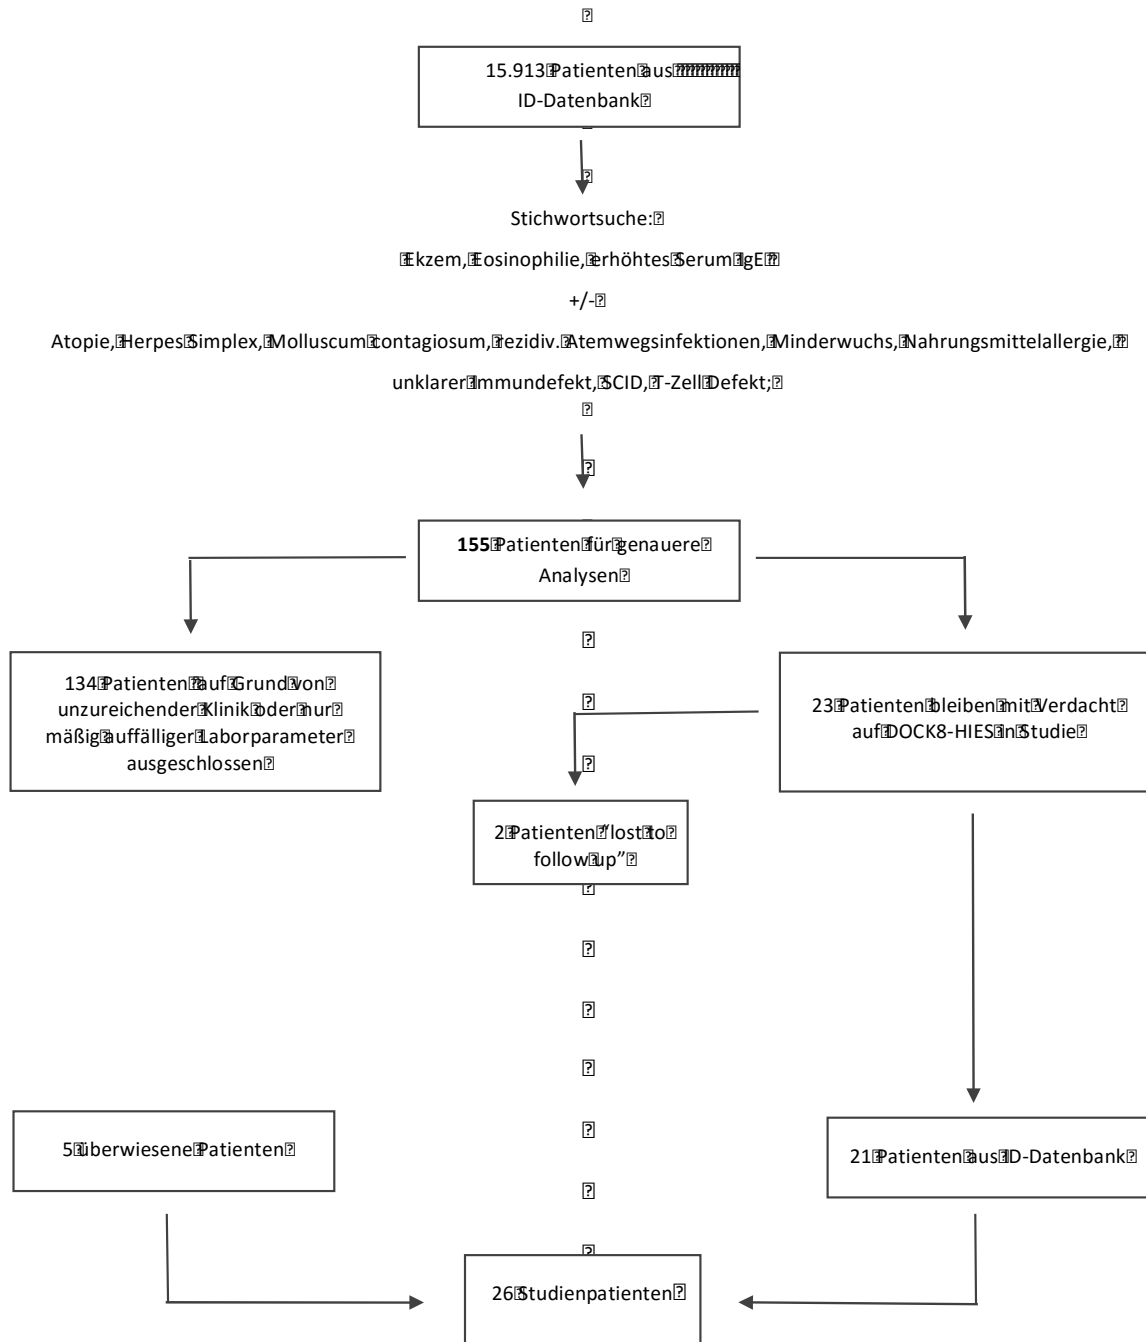 15.913 Patienten aus
ID-Datenbank
Stichwortsuche:
Ekzem, Eosinophilie, erhöhtes Serum IgE
+/-
Atopie, Herpes Simplex, Molluscum contagiosum, rezidiv. Atemwegsinfektionen, Minderwuchs, Nahrungsmittelallergie,
unklarer Immundefekt, SCID, T-Zell Defekt;
155 Patienten für genauere
Analysen
134 Patienten auf Grund von
unzureichender Klinik oder nur
mäßig auffälliger Laborparameter
ausgeschlossen
23 Patienten bleiben mit Verdacht
auf DOCK8-HIES in Studie
2 Patienten "lost to
follow up”
5 überwiesene Patienten
21 Patienten aus ID-Datenbank
26 Studienpatienten